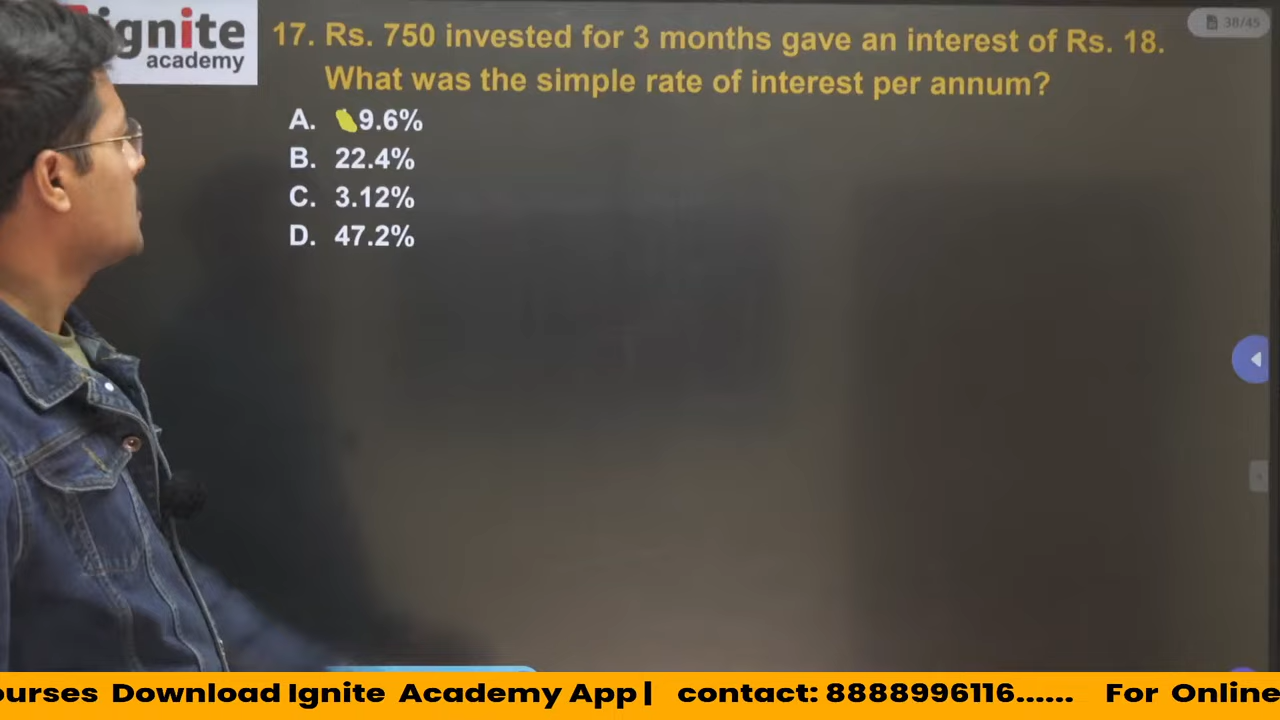 ignite
academy
38/45
17. Rs. 750 invested for 3 months gave an interest of Rs. 18.
What was the simple rate of interest per annum?
A. 9.6%
B. 22.4%
C. 3.12%
D. 47.2%
ourses Download Ignite Academy App| contact: 8888996116...... For Online